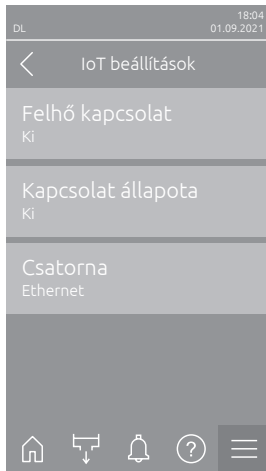 18:04
DL
01.09.2021
IoT beállítások
Felhő kapcsolat
Ki
Kapcsolat állapota
Ki
Csatorna
Ethernet
?